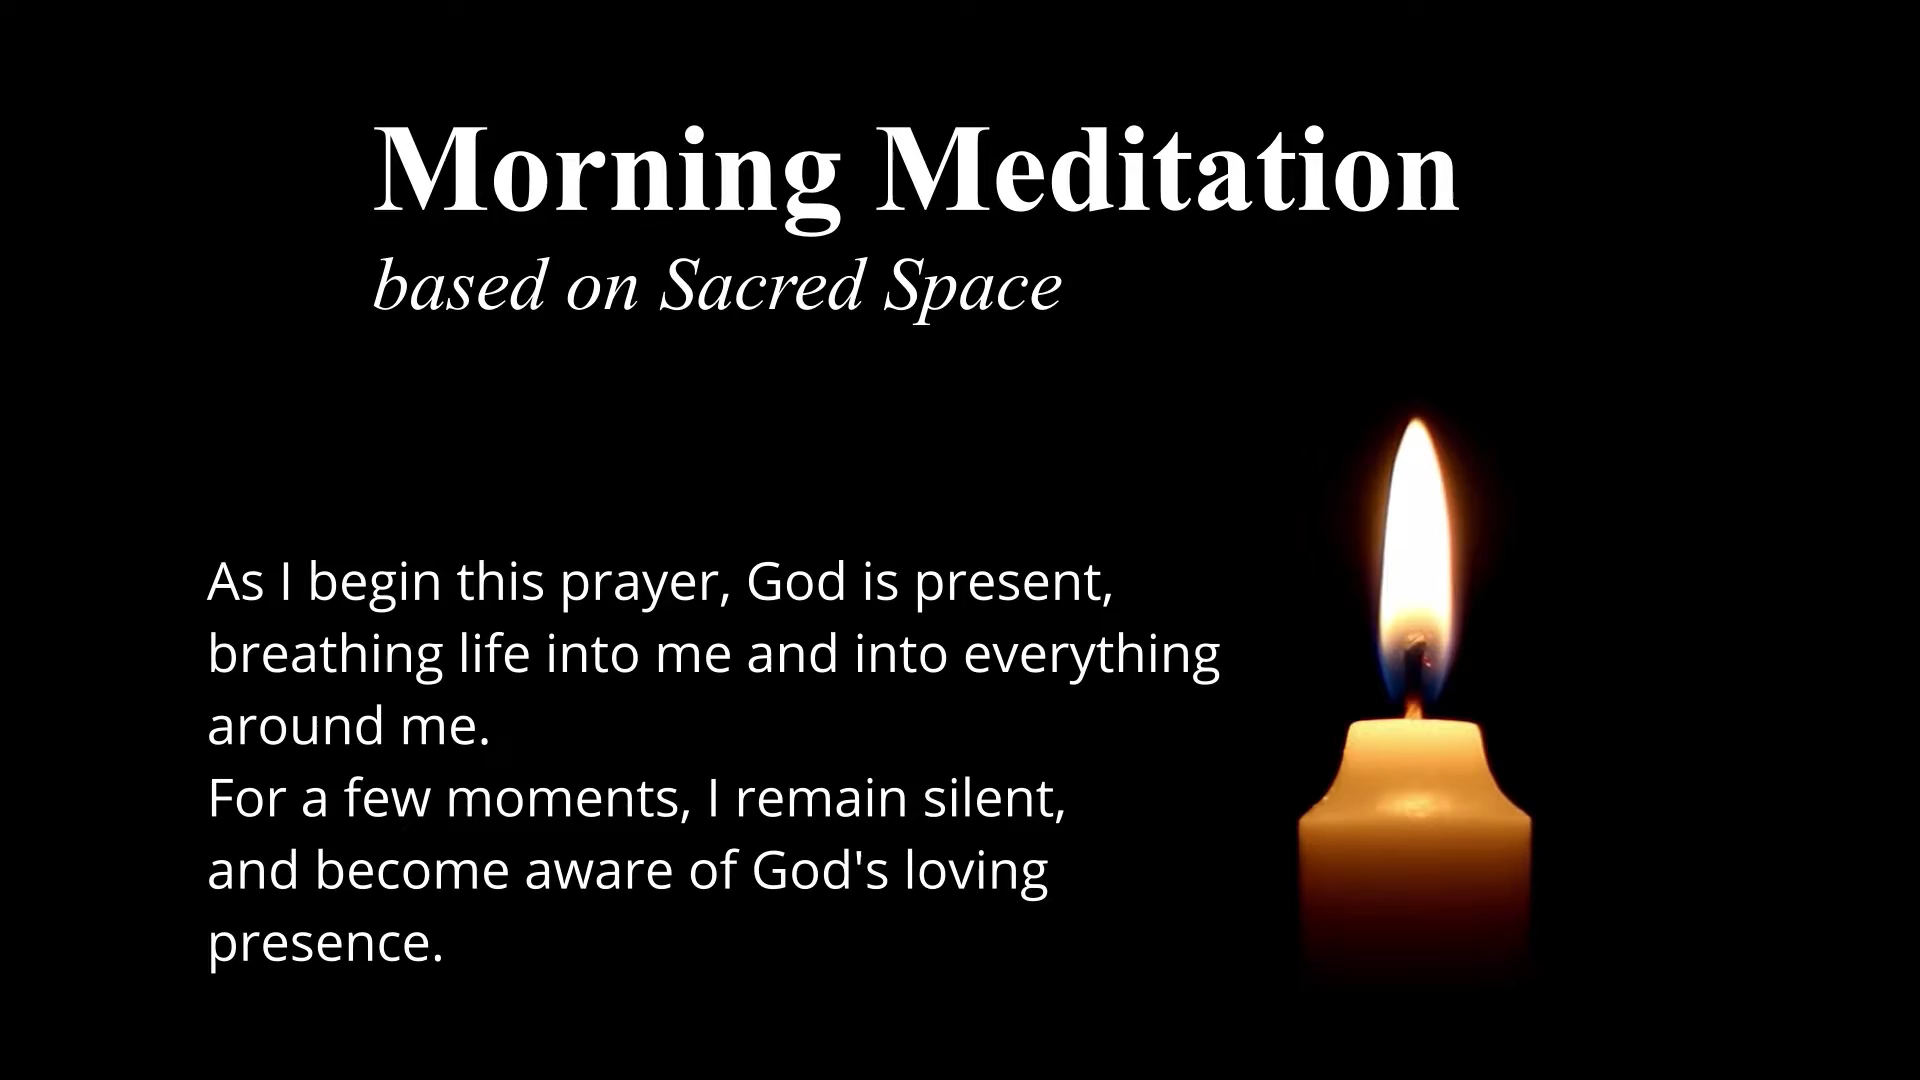 Morning Meditation
based on Sacred Space
As I begin this prayer, God is present,
breathing life into me and into everything
around me.
For a few moments, I remain silent,
and become aware of God's loving
presence.